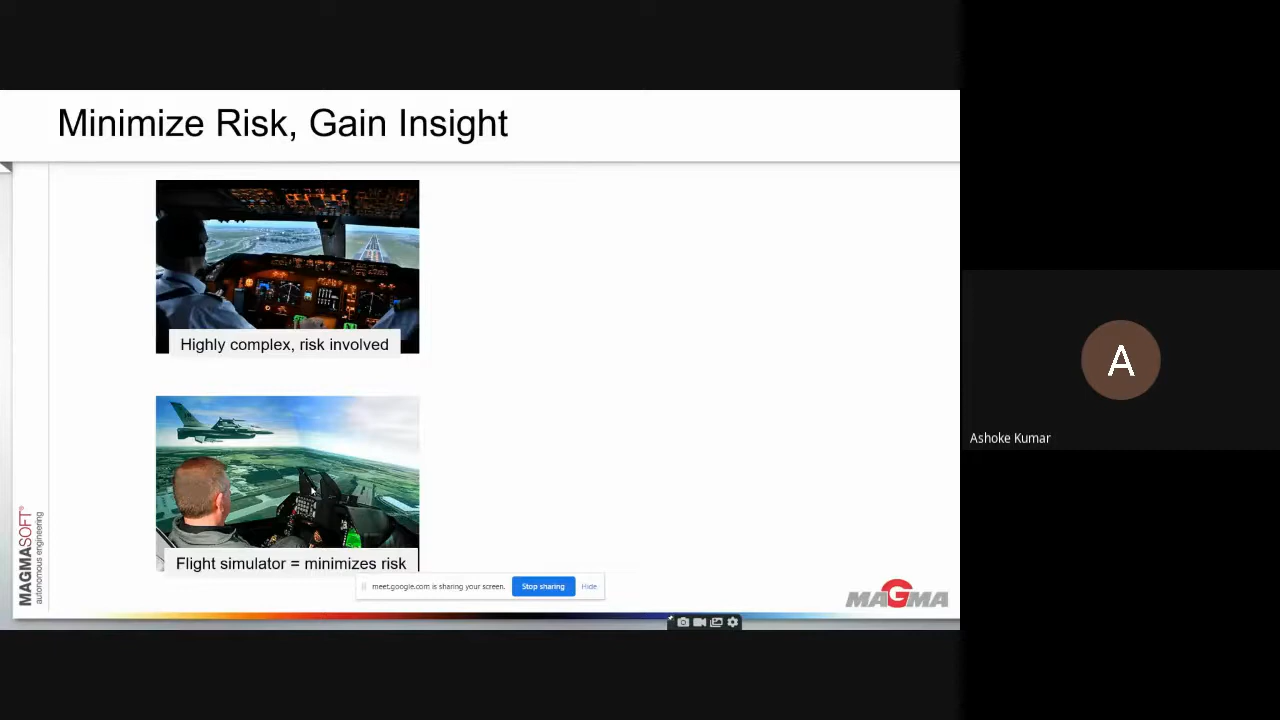 Minimize Risk, Gain Insight
Highly complex, risk involved
Flight simulator = minimizes risk
meet.google.com is sharing your screen.
Stop sharing
Hide
MAGMASOFT®
autonomous engineering
MAGMA
A
Ashoke Kumar